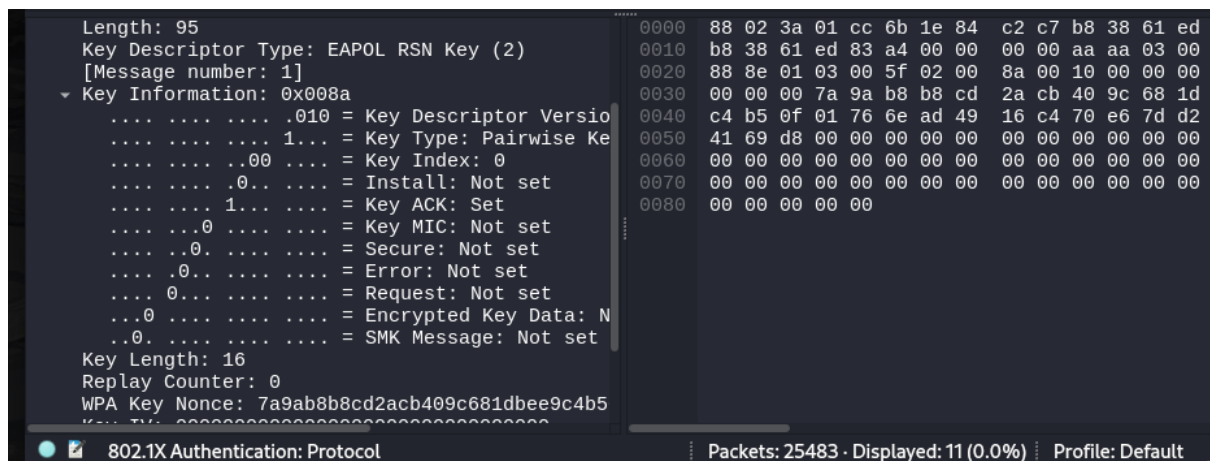 Length: 95
Key Descriptor Type: EAPOL RSN Key (2)
[Message number: 1]
Key Information: 0x008a
.... .... .... .010 = Key Descriptor Versio
.... .... .... 1... = Key Type: Pairwise Ke
.... .... ..00 .... = Key Index: 0
.... .... .0.. .... = Install: Not set
.... .... 1... .... = Key ACK: Set
.... ...0 .... .... = Key MIC: Not set
.... ..0. .... .... = Secure: Not set
.... .0.. .... .... = Error: Not set
.... 0... .... .... = Request: Not set
...0 .... .... .... = Encrypted Key Data: N
..0. .... .... .... = SMK Message: Not set
Key Length: 16
Replay Counter: 0
WPA Key Nonce: 7a9ab8b8cd2acb409c681dbee9c4b5
0000 88 02 3a 01 cc 6b 1e 84 c2 c7 b8 38 61 ed
0010 b8 38 61 ed 83 a4 00 00 00 00 aa aa 03 00
0020 88 8e 01 03 00 5f 02 00 8a 00 10 00 00 00
0030 00 00 00 7a 9a b8 b8 cd 2a cb 40 9c 68 1d
0040 c4 b5 0f 01 76 6e ad 49 16 c4 70 e6 7d d2
0050 41 69 d8 00 00 00 00 00 00 00 00 00 00 00
0060 00 00 00 00 00 00 00 00 00 00 00 00 00 00
0070 00 00 00 00 00 00 00 00 00 00 00 00 00 00
0080 00 00 00 00 00
802.1X Authentication: Protocol
Packets: 25483 · Displayed: 11 (0.0%)
Profile: Default